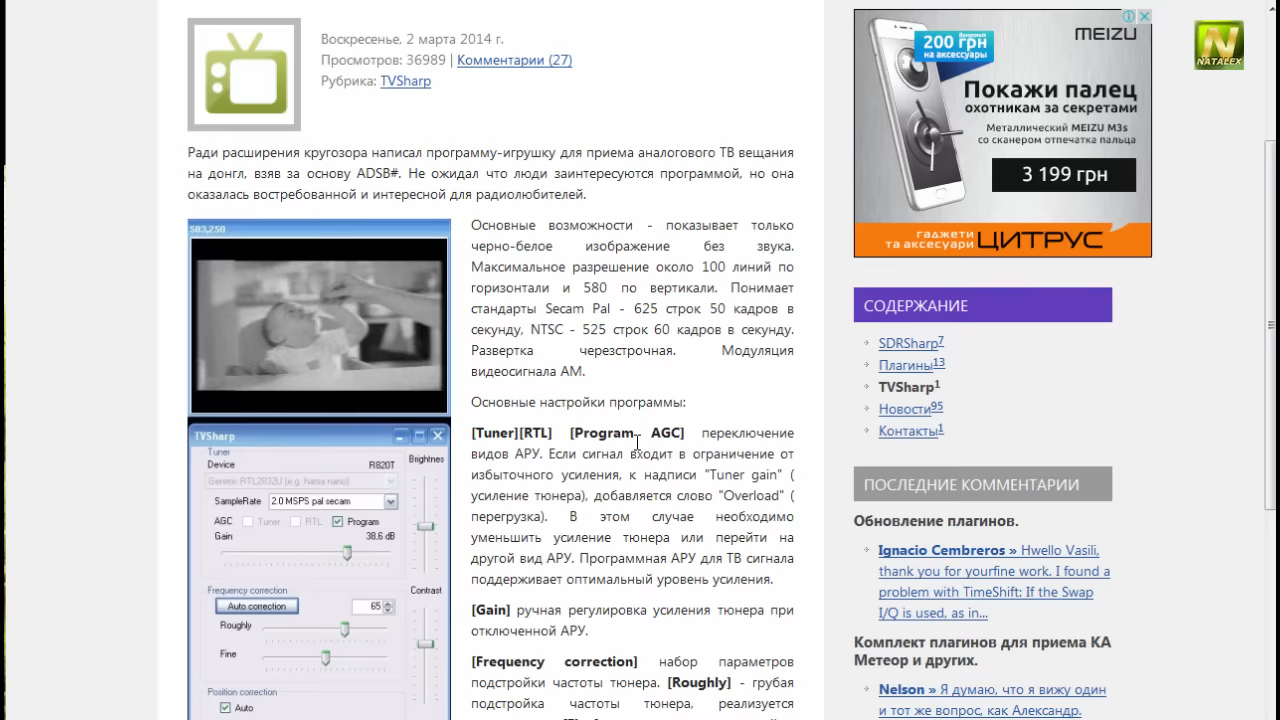 Воскресенье, 2 марта 2014 г.
Просмотров: 36989 | Комментарии (27)
Рубрика: TVSharp
Ради расширения кругозора написал программу-игрушку для приема аналогового ТВ вещания
на донгл, взяв за основу ADSB#. Не ожидал что люди заинтересуются программой, но она
оказалась востребованной и интересной для радиолюбителей.
583,250
Основные возможности - показывает только
черно-белое изображение без звука.
Максимальное разрешение около 100 линий по
горизонтали и 580 по вертикали. Понимает
стандарты Secam Pal - 625 строк 50 кадров в
секунду, NTSC - 525 строк 60 кадров в секунду.
Развертка черезстрочная. Модуляция
видеосигнала АМ.
Основные настройки программы:
[Tuner][RTL] [Program AGC] переключение
видов АРУ. Если сигнал входит в ограничение от
избыточного усиления, к надписи "Tuner gain" (
усиление тюнера), добавляется слово "Overload" (
перегрузка). В этом случае необходимо
уменьшить усиление тюнера или перейти на
другой вид АРУ. Программная АРУ для ТВ сигнала
поддерживает оптимальный уровень усиления.
[Gain] ручная регулировка усиления тюнера при
отключенной АРУ.
[Frequency correction] набор параметров
подстройки частоты тюнера. [Roughly] - грубая
подстройка частоты тюнера, реализуется
TVSharp
Tuner
Device R820T
Brightnes
Generic RTL2832U (e.g. hama nano)
SampleRate 2.0 MSPS pal secam
AGC Tuner RTL Program
Gain 38.6 dB
Frequency correction
Contrast
Auto correction 65
Roughly
Fine
Position correction
Auto
200 грн
на аксессуары
MEIZU
Покажи палец
охотникам за секретами
Металлический MEIZU M3s
со сканером отпечатка пальца
3 199 грн
гаджети
та аксесуари ЦИТРУС
NATALEX
СОДЕРЖАНИЕ
SDRSharp7
Плагины13
TVSharp1
Новости95
Контакты1
ПОСЛЕДНИЕ КОММЕНТАРИИ
Обновление плагинов.
Ignacio Cembreros » Hwello Vasili,
thank you for yourfine work. I found a
problem with TimeShift: If the Swap
I/Q is used, as in...
Комплект плагинов для приема КА
Метеор и других.
Nelson » Я думаю, что я вижу один
и тот же вопрос, как Александр.